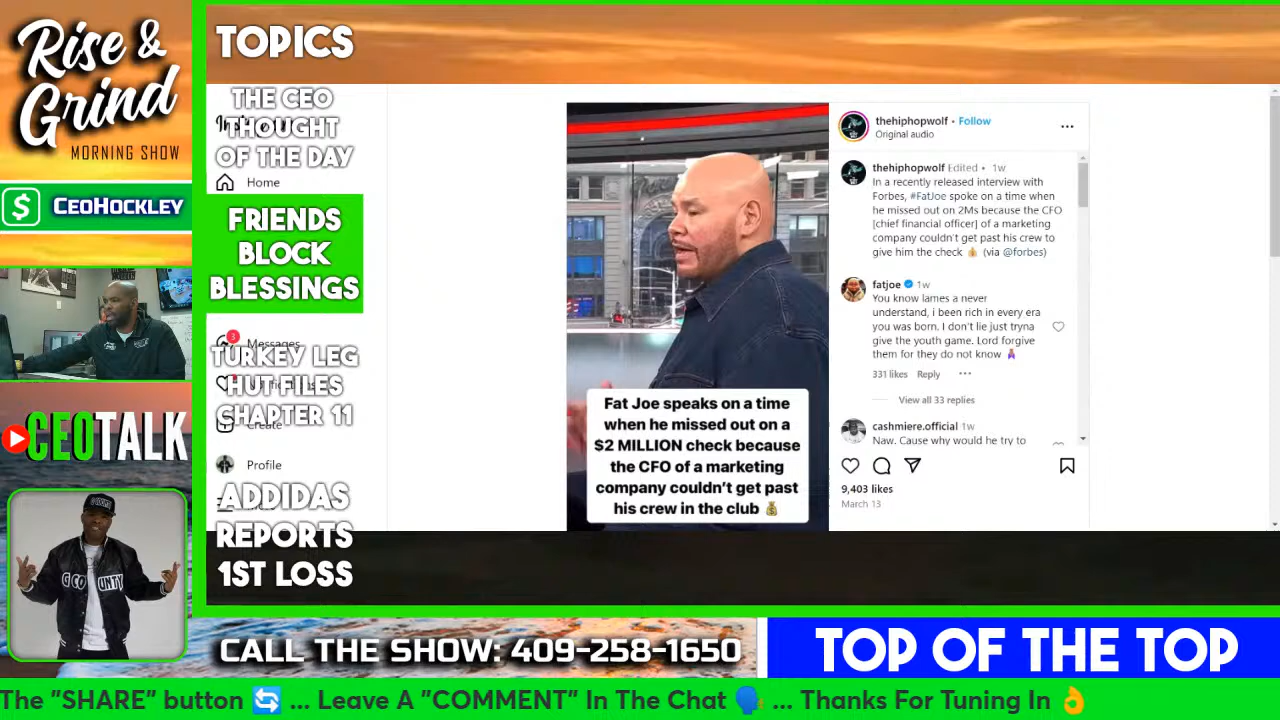 Rise &
Grind
MORNING SHOW
CEOHOCKLEY
CEOTALK
G COUNTY
TOPICS
THE CEO
THOUGHT
OF THE DAY
Home
FRIENDS
BLOCK
BLESSINGS
3
Messages
TURKEY LEG
HUT FILES
CHAPTER 11
Create
Profile
ADDIDAS
REPORTS
1ST LOSS
Fat Joe speaks on a time
when he missed out on a
$2 MILLION check because
the CFO of a marketing
company couldn't get past
his crew in the club 💰
thehiphopwolf • Follow
Original audio
thehiphopwolf Edited • 1w
In a recently released interview with
Forbes, #FatJoe spoke on a time when
he missed out on 2Ms because the CFO
[chief financial officer] of a marketing
company couldn't get past his crew to
give him the check 💰 (via @forbes)
fatjoe 1w
You know lames a never
understand, i been rich in every era
you was born. I don't lie just tryna
give the youth game. Lord forgive
them for they do not know
331 likes Reply
View all 33 replies
cashmiere.official 1w
Naw. Cause why would he try to
9,403 likes
March 13
CALL THE SHOW: 409-258-1650
TOP OF THE TOP
The "SHARE" button 🔄 ... Leave A "COMMENT" In The Chat 🗣️ ... Thanks For Tuning In 👌